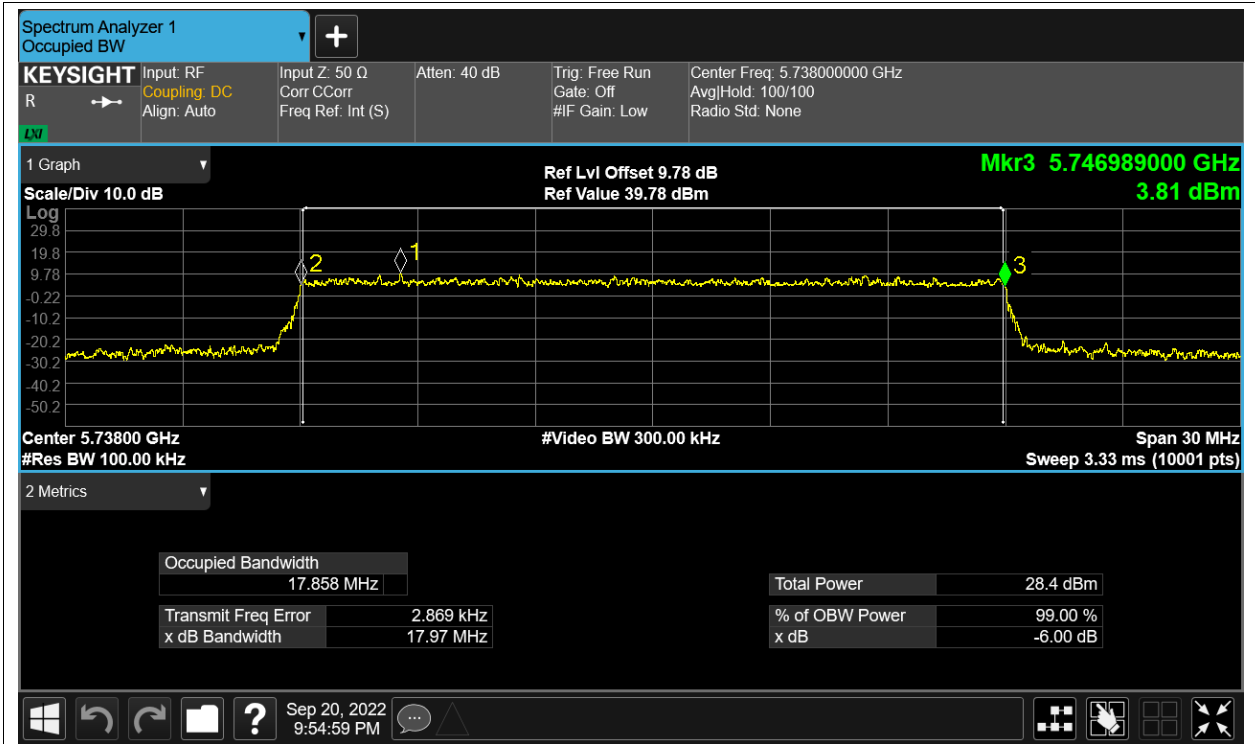 Spectrum Analyzer 1
Occupied BW
+
KEYSIGHT Input: RF Input Z: 50 Ω Atten: 40 dB Trig: Free Run Center Freq: 5.738000000 GHz
R Coupling: DC Corr CCorr Gate: Off Avg|Hold: 100/100
Align: Auto Freq Ref: Int (S) #IF Gain: Low Radio Std: None
LXI
1 Graph Ref Lvl Offset 9.78 dB Mkr3 5.746989000 GHz
Scale/Div 10.0 dB Ref Value 39.78 dBm 3.81 dBm
Log
29.8
19.8
9.78
-0.22
-10.2
-20.2
-30.2
-40.2
-50.2
2
1
3
Center 5.73800 GHz #Video BW 300.00 kHz Span 30 MHz
#Res BW 100.00 kHz Sweep 3.33 ms (10001 pts)
2 Metrics
Occupied Bandwidth
17.858 MHz Total Power 28.4 dBm
Transmit Freq Error 2.869 kHz % of OBW Power 99.00 %
x dB Bandwidth 17.97 MHz x dB -6.00 dB
? Sep 20, 2022
9:54:59 PM